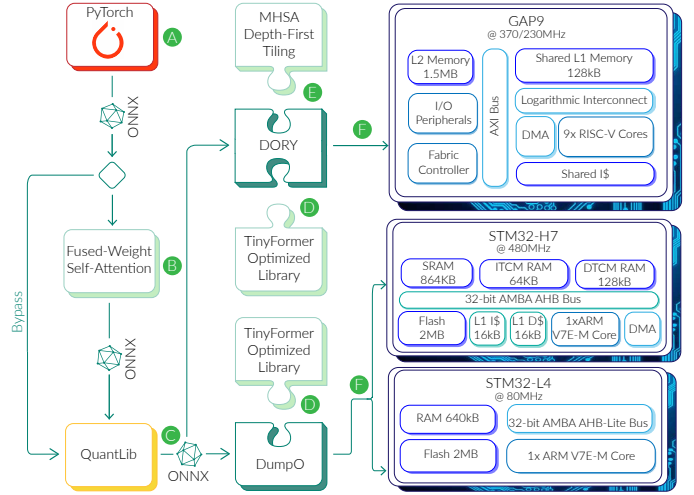 PyTorch
A
ONNX
Bypass
Fused-Weight
Self-Attention
B
ONNX
QuantLib
C
ONNX
MHSA
Depth-First
Tiling
E
DORY
F
D
TinyFormer
Optimized
Library
TinyFormer
Optimized
Library
D
F
DumpO
GAP9
@ 370/230MHz
L2 Memory
1.5MB
I/O
Peripherals
Fabric
Controller
AXI Bus
Shared L1 Memory
128kB
Logarithmic Interconnect
DMA
9x RISC-V Cores
Shared I$
STM32-H7
@ 480MHz
SRAM
864KB
ITCM RAM
64KB
DTCM RAM
128kB
32-bit AMBA AHB Bus
Flash
2MB
L1 I$
16kB
L1 D$
16kB
1xARM
V7E-M Core
DMA
STM32-L4
@ 80MHz
RAM 640kB
32-bit AMBA AHB-Lite Bus
Flash 2MB
1x ARM V7E-M Core